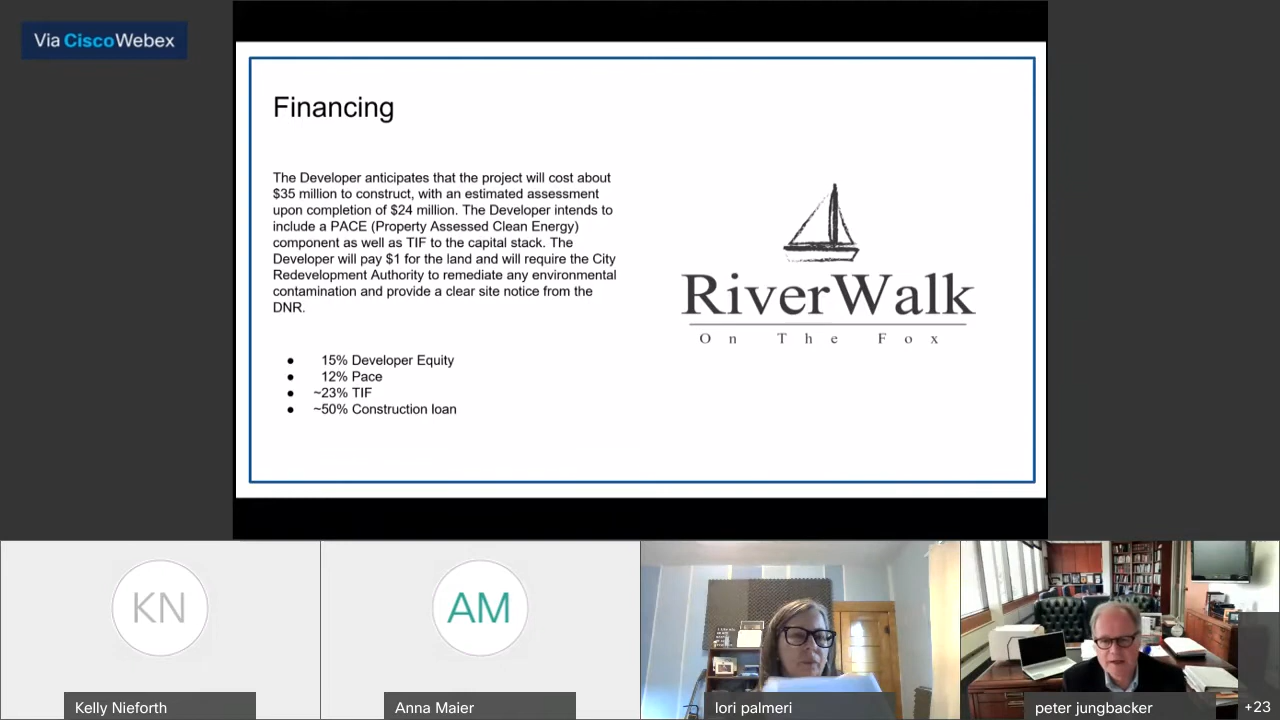 Via Cisco Webex
Financing
The Developer anticipates that the project will cost about
$35 million to construct, with an estimated assessment
upon completion of $24 million. The Developer intends to
include a PACE (Property Assessed Clean Energy)
component as well as TIF to the capital stack. The
Developer will pay $1 for the land and will require the City
Redevelopment Authority to remediate any environmental
contamination and provide a clear site notice from the
DNR.
● 15% Developer Equity
● 12% Pace
● ~23% TIF
● ~50% Construction loan
RiverWalk
On The Fox
KN
AM
Kelly Nieforth
Anna Maier
lori palmeri
peter jungbacker
+23